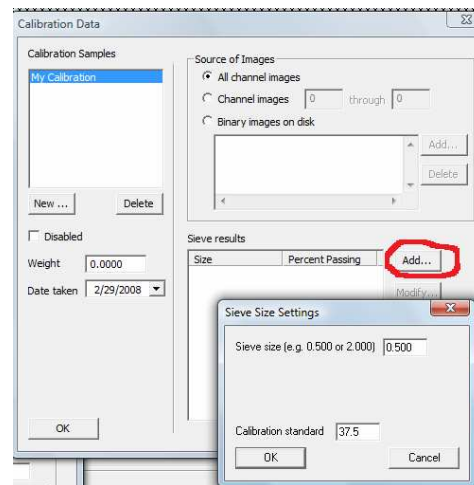 Calibration Data
Calibration Samples
My Calibration
New ...
Delete
Disabled
Weight 0.0000
Date taken 2/29/2008
OK
Source of Images
All channel images
Channel images 0 through 0
Binary images on disk
Add...
Delete
Sieve results
Size Percent Passing
Add...
Modify...
Sieve Size Settings
Sieve size (e.g. 0.500 or 2.000) 0.500
Calibration standard 37.5
OK
Cancel